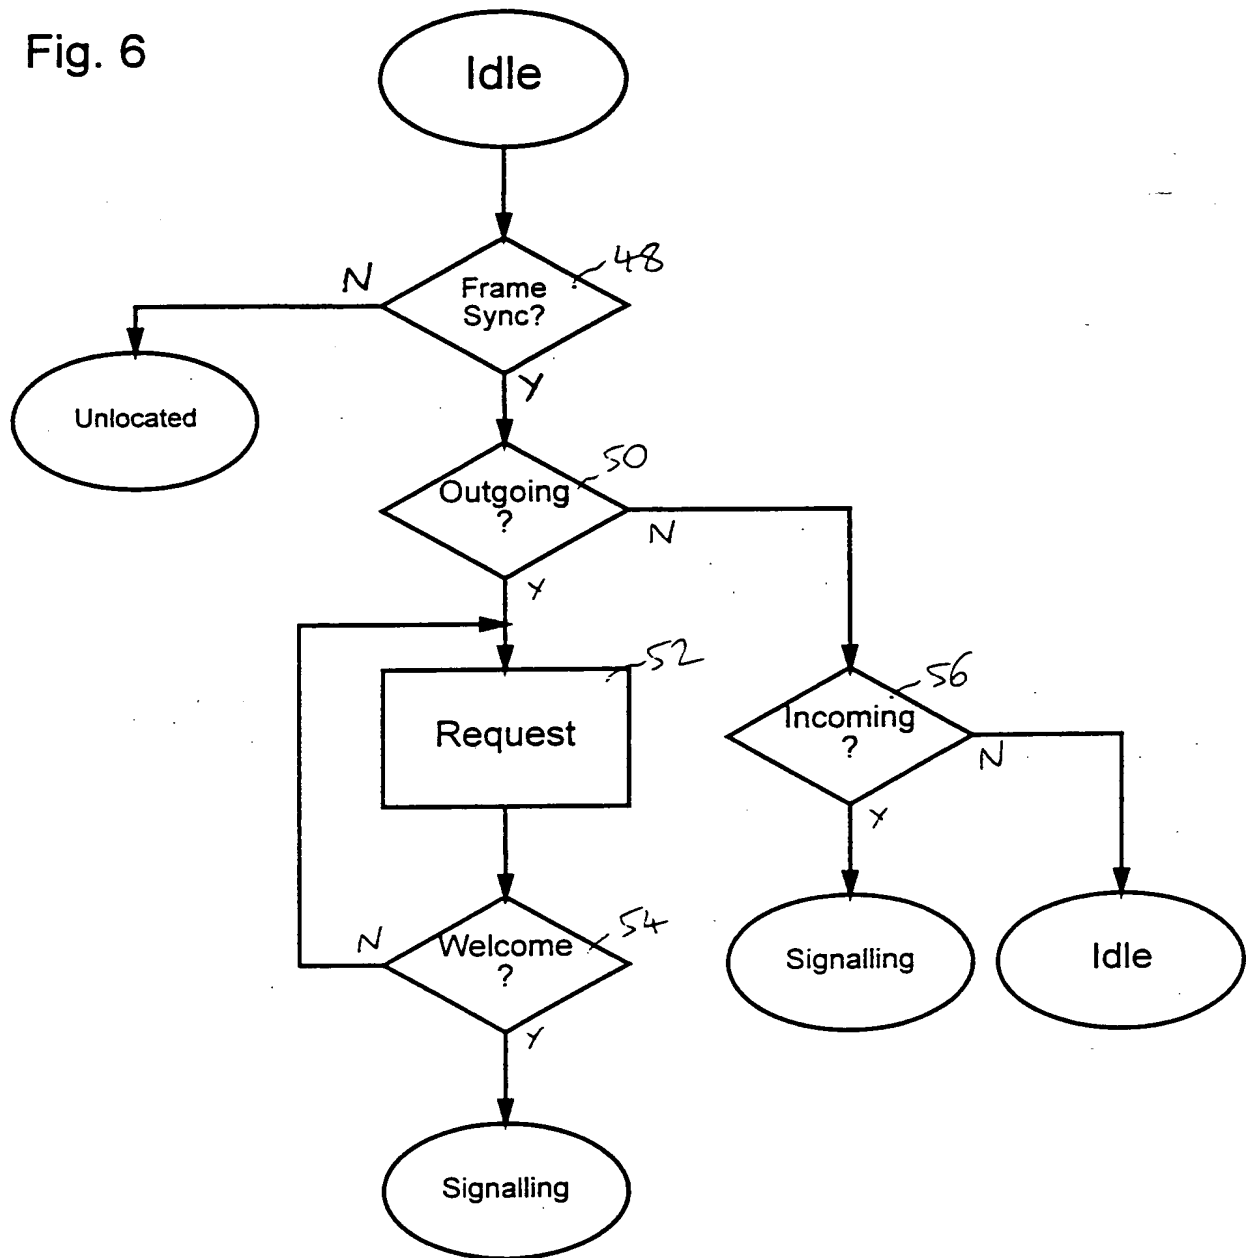 Fig. 6
Idle
48
N
Frame
Sync?
Y
Unlocated
50
Outgoing
?
N
Y
52
Request
56
Incoming
?
N
Y
54
N
Welcome
?
Y
Signalling
Idle
Signalling